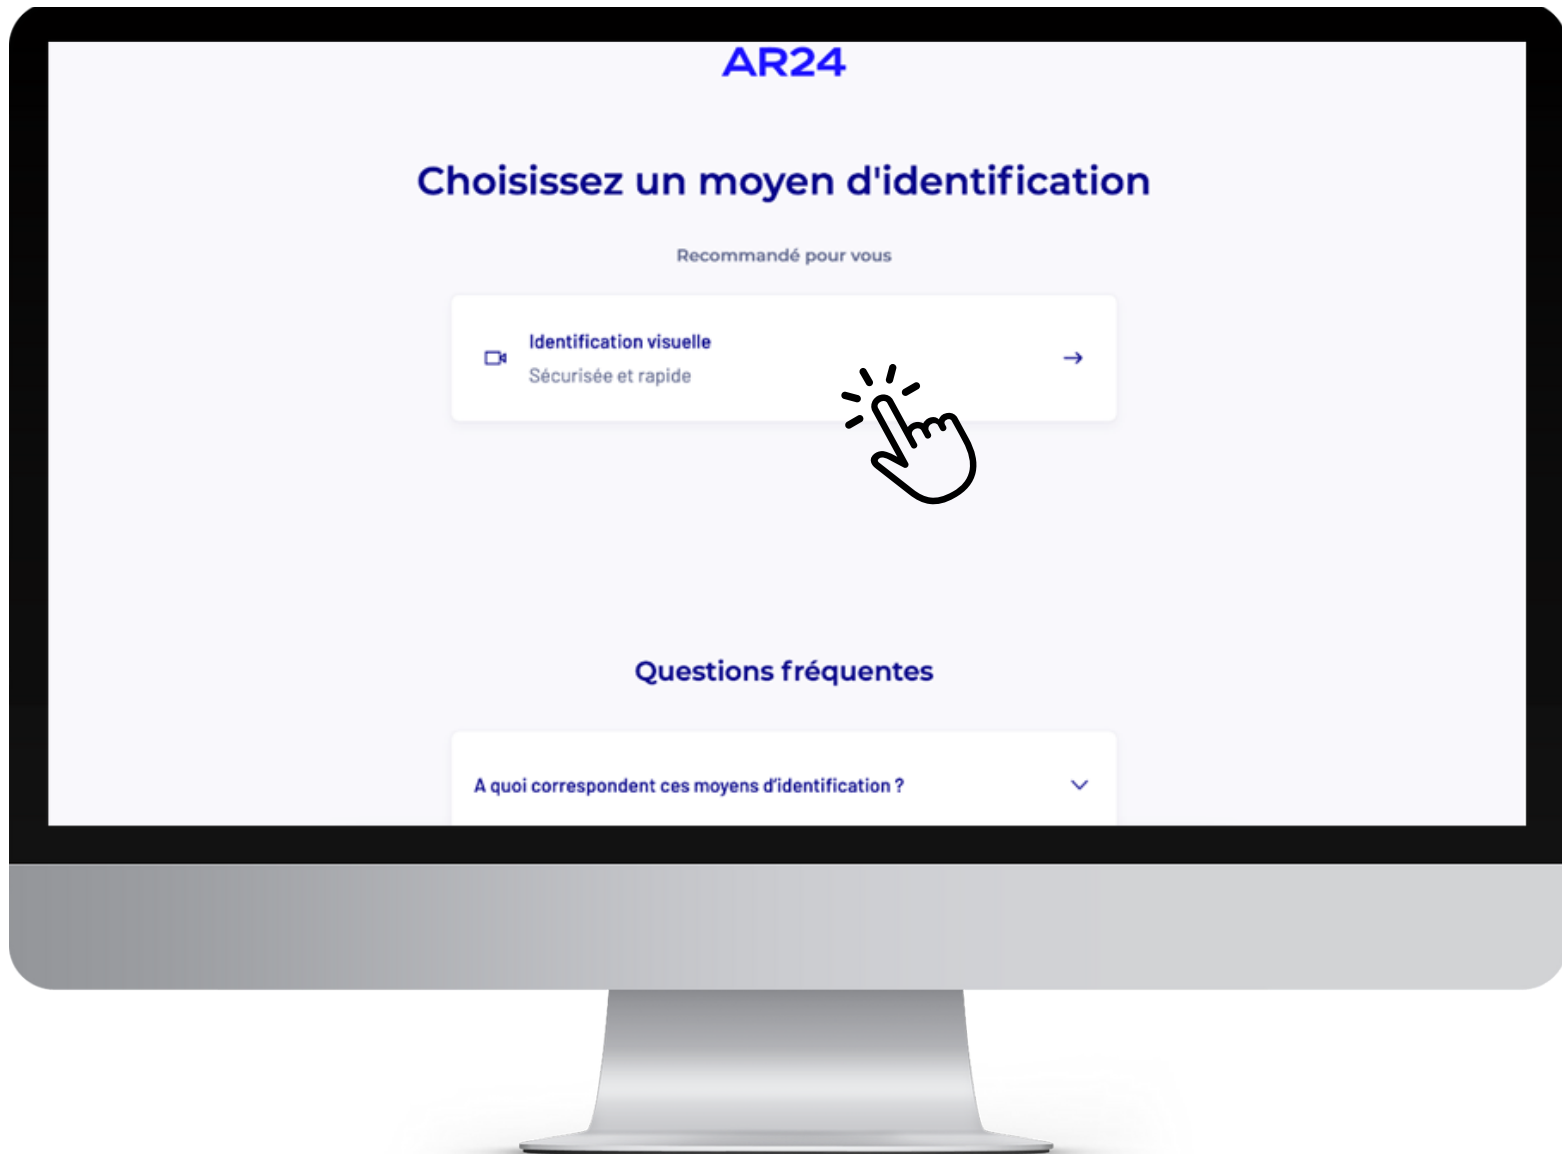 AR24
Choisissez un moyen d'identification
Recommandé pour vous
Identification visuelle
Sécurisée et rapide
Questions fréquentes
A quoi correspondent ces moyens d'identification ?